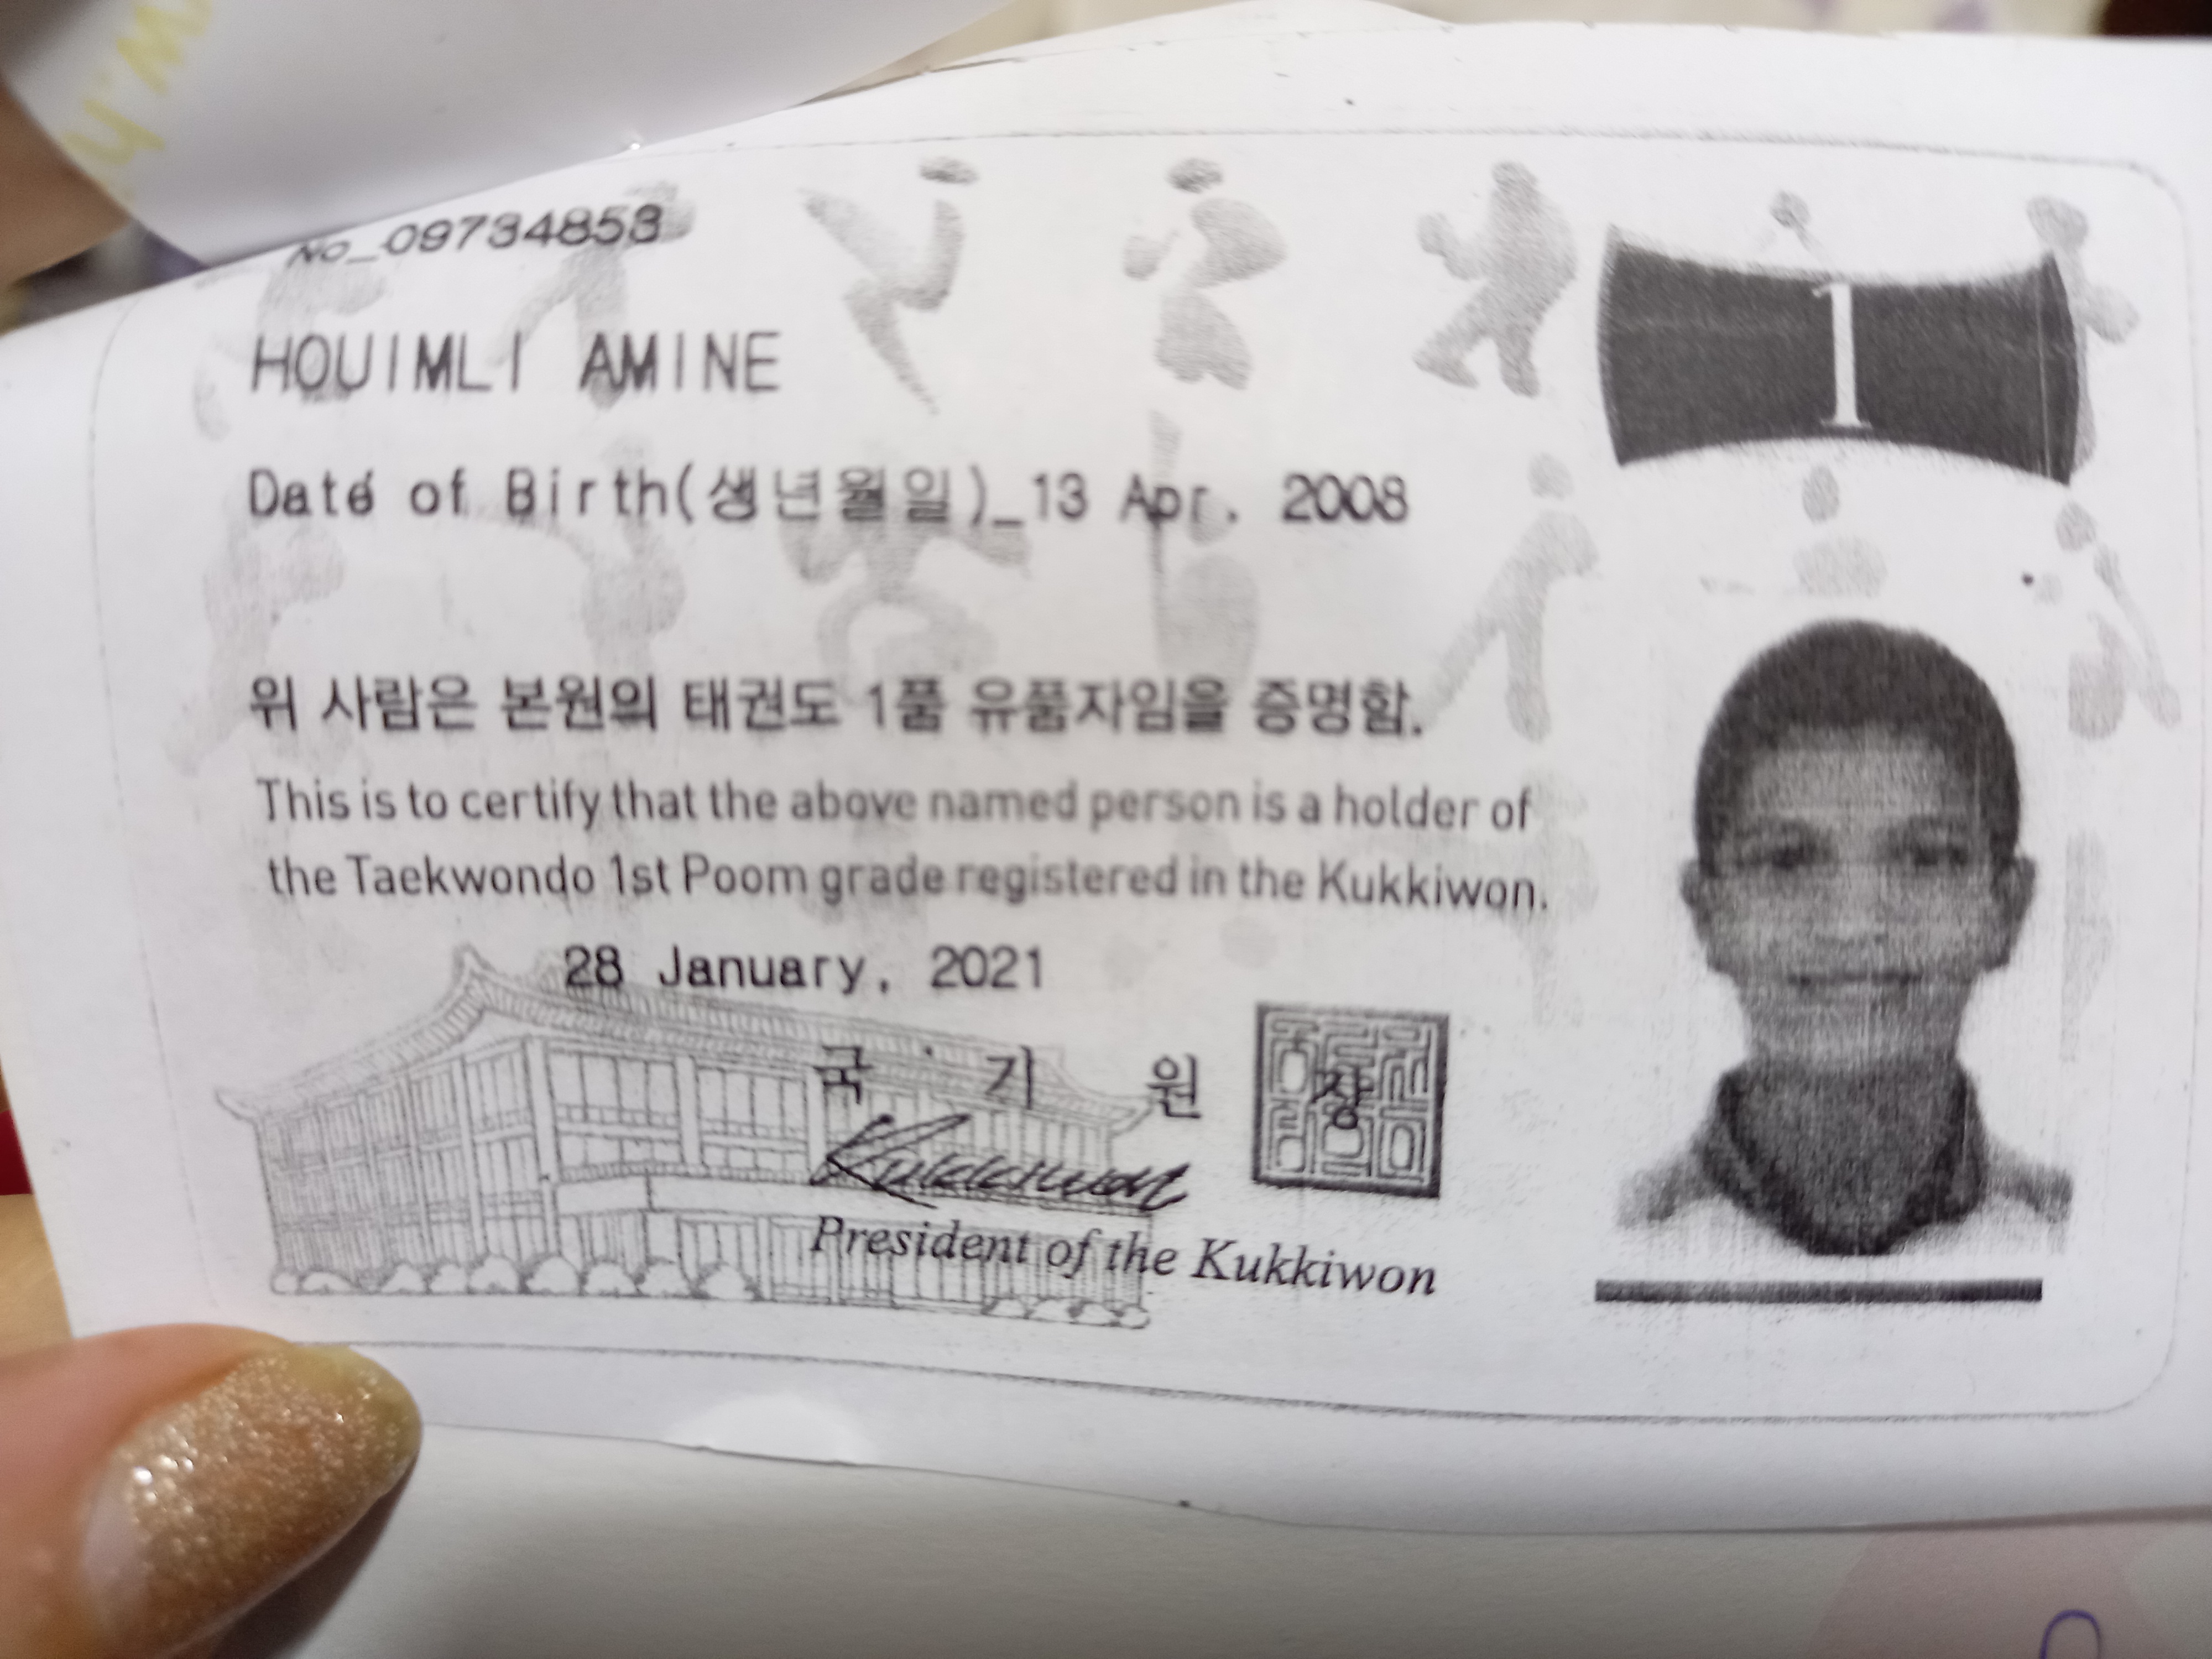 No_09734853
1
HOUIMLI AMINE
Date of Birth(생년월일)_13 Apr. 2008
위 사람은 본원의 태권도 1품 유품자임을 증명함.
This is to certify that the above named person is a holder of
the Taekwondo 1st Poom grade registered in the Kukkiwon.
28 January, 2021
국 기 원 장
Kukkiwon
President of the Kukkiwon